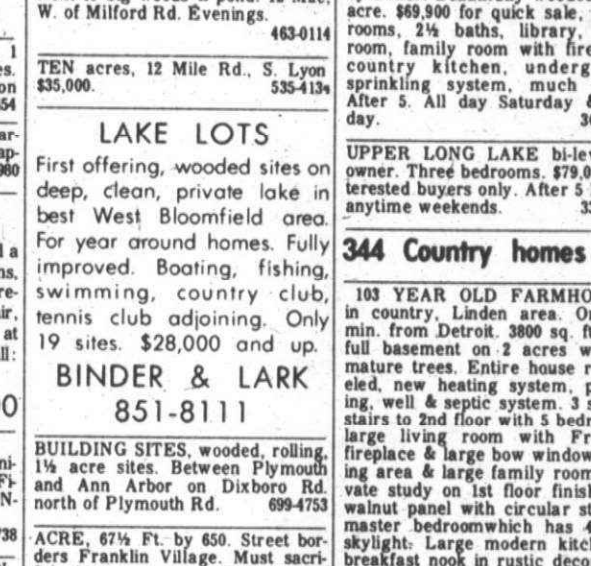 W. of Milford Rd. Evenings.
463-0114
TEN acres, 12 Mile Rd., S. Lyon
$35,000. 535-4134
LAKE LOTS
First offering, wooded sites on
deep, clean, private lake in
best West Bloomfield area.
For year around homes. Fully
improved. Boating, fishing,
swimming, country club,
tennis club adjoining. Only
19 sites. $28,000 and up.
BINDER & LARK
851-8111
BUILDING SITES, wooded, rolling,
1½ acre sites. Between Plymouth
and Ann Arbor on Dixboro Rd.
north of Plymouth Rd. 699-4753
ACRE, 67½ Ft. by 650. Street bor-
ders Franklin Village. Must sacri-
acre. $69,900 for quick sale,
rooms, 2½ baths, library,
room, family room with fire
country kitchen, underg
sprinkling system, much
After 5. All day Saturday &
day. 3
UPPER LONG LAKE bi-lev
owner. Three bedrooms. $79,0
terested buyers only. After 5
anytime weekends. 33
344 Country homes
103 YEAR OLD FARMHO
in country, Linden area. O
min. from Detroit. 3800 sq. f
full basement on 2 acres w
mature trees. Entire house r
eled, new heating system, p
ing, well & septic system. 3 s
stairs to 2nd floor with 5 bedr
large living room with Fr
fireplace & large bow window
ing area & large family room
vate study on 1st floor finish
walnut panel with circular st
master bedroomwhich has 4
skylight. Large modern kitc
breakfast nook in rustic deco